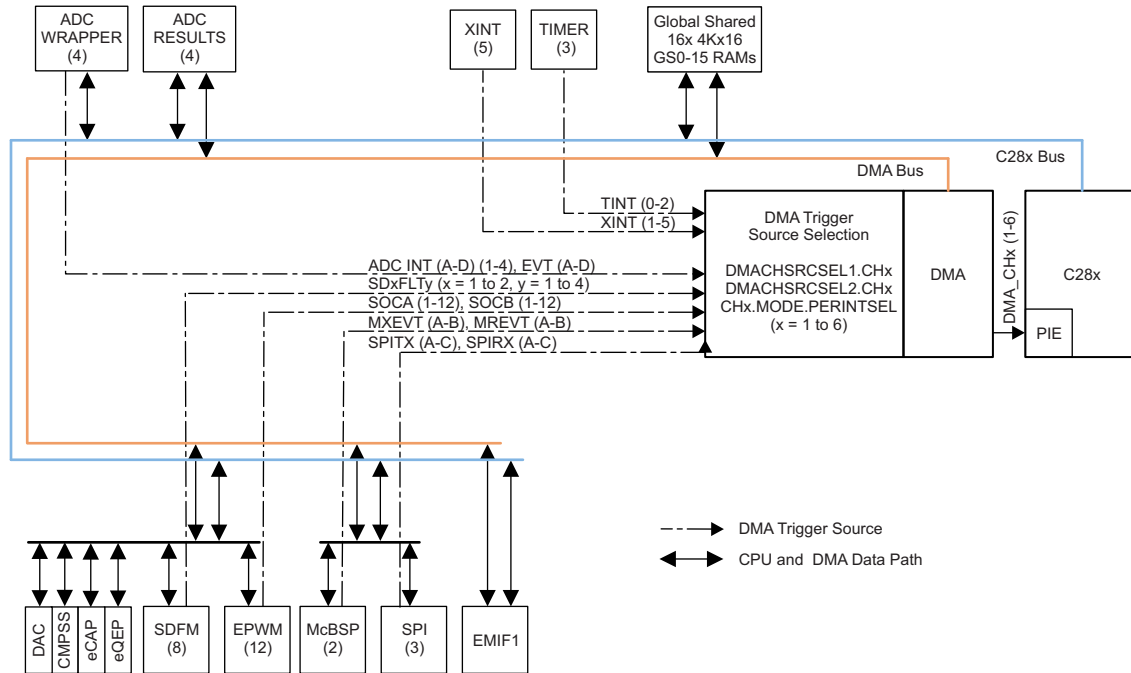 ADC
WRAPPER
(4)
ADC
RESULTS
(4)
XINT
(5)
TIMER
(3)
Global Shared
16x 4Kx16
GS0-15 RAMs
C28x Bus
DMA Bus
TINT (0-2)
XINT (1-5)
ADC INT (A-D) (1-4), EVT (A-D)
SDxFLTy (x = 1 to 2, y = 1 to 4)
SOCA (1-12), SOCB (1-12)
MXEVT (A-B), MREVT (A-B)
SPITX (A-C), SPIRX (A-C)
DMA Trigger
Source Selection
DMACHSRCSEL1.CHx
DMACHSRCSEL2.CHx
CHx.MODE.PERINTSEL
(x = 1 to 6)
DMA
DMA_CHx (1-6)
C28x
PIE
DMA Trigger Source
CPU and DMA Data Path
DAC
CMPSS
eCAP
eQEP
SDFM
(8)
EPWM
(12)
McBSP
(2)
SPI
(3)
EMIF1